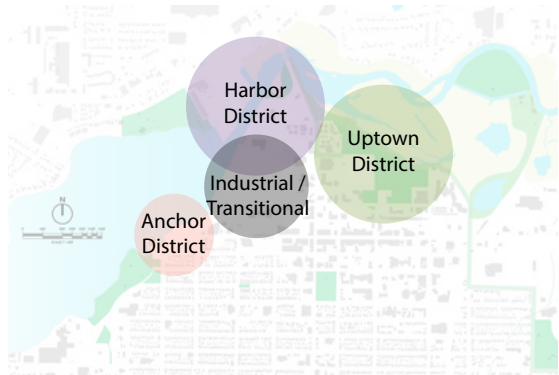 Harbor
District
Uptown
District
Industrial /
Transitional
Anchor
District
N